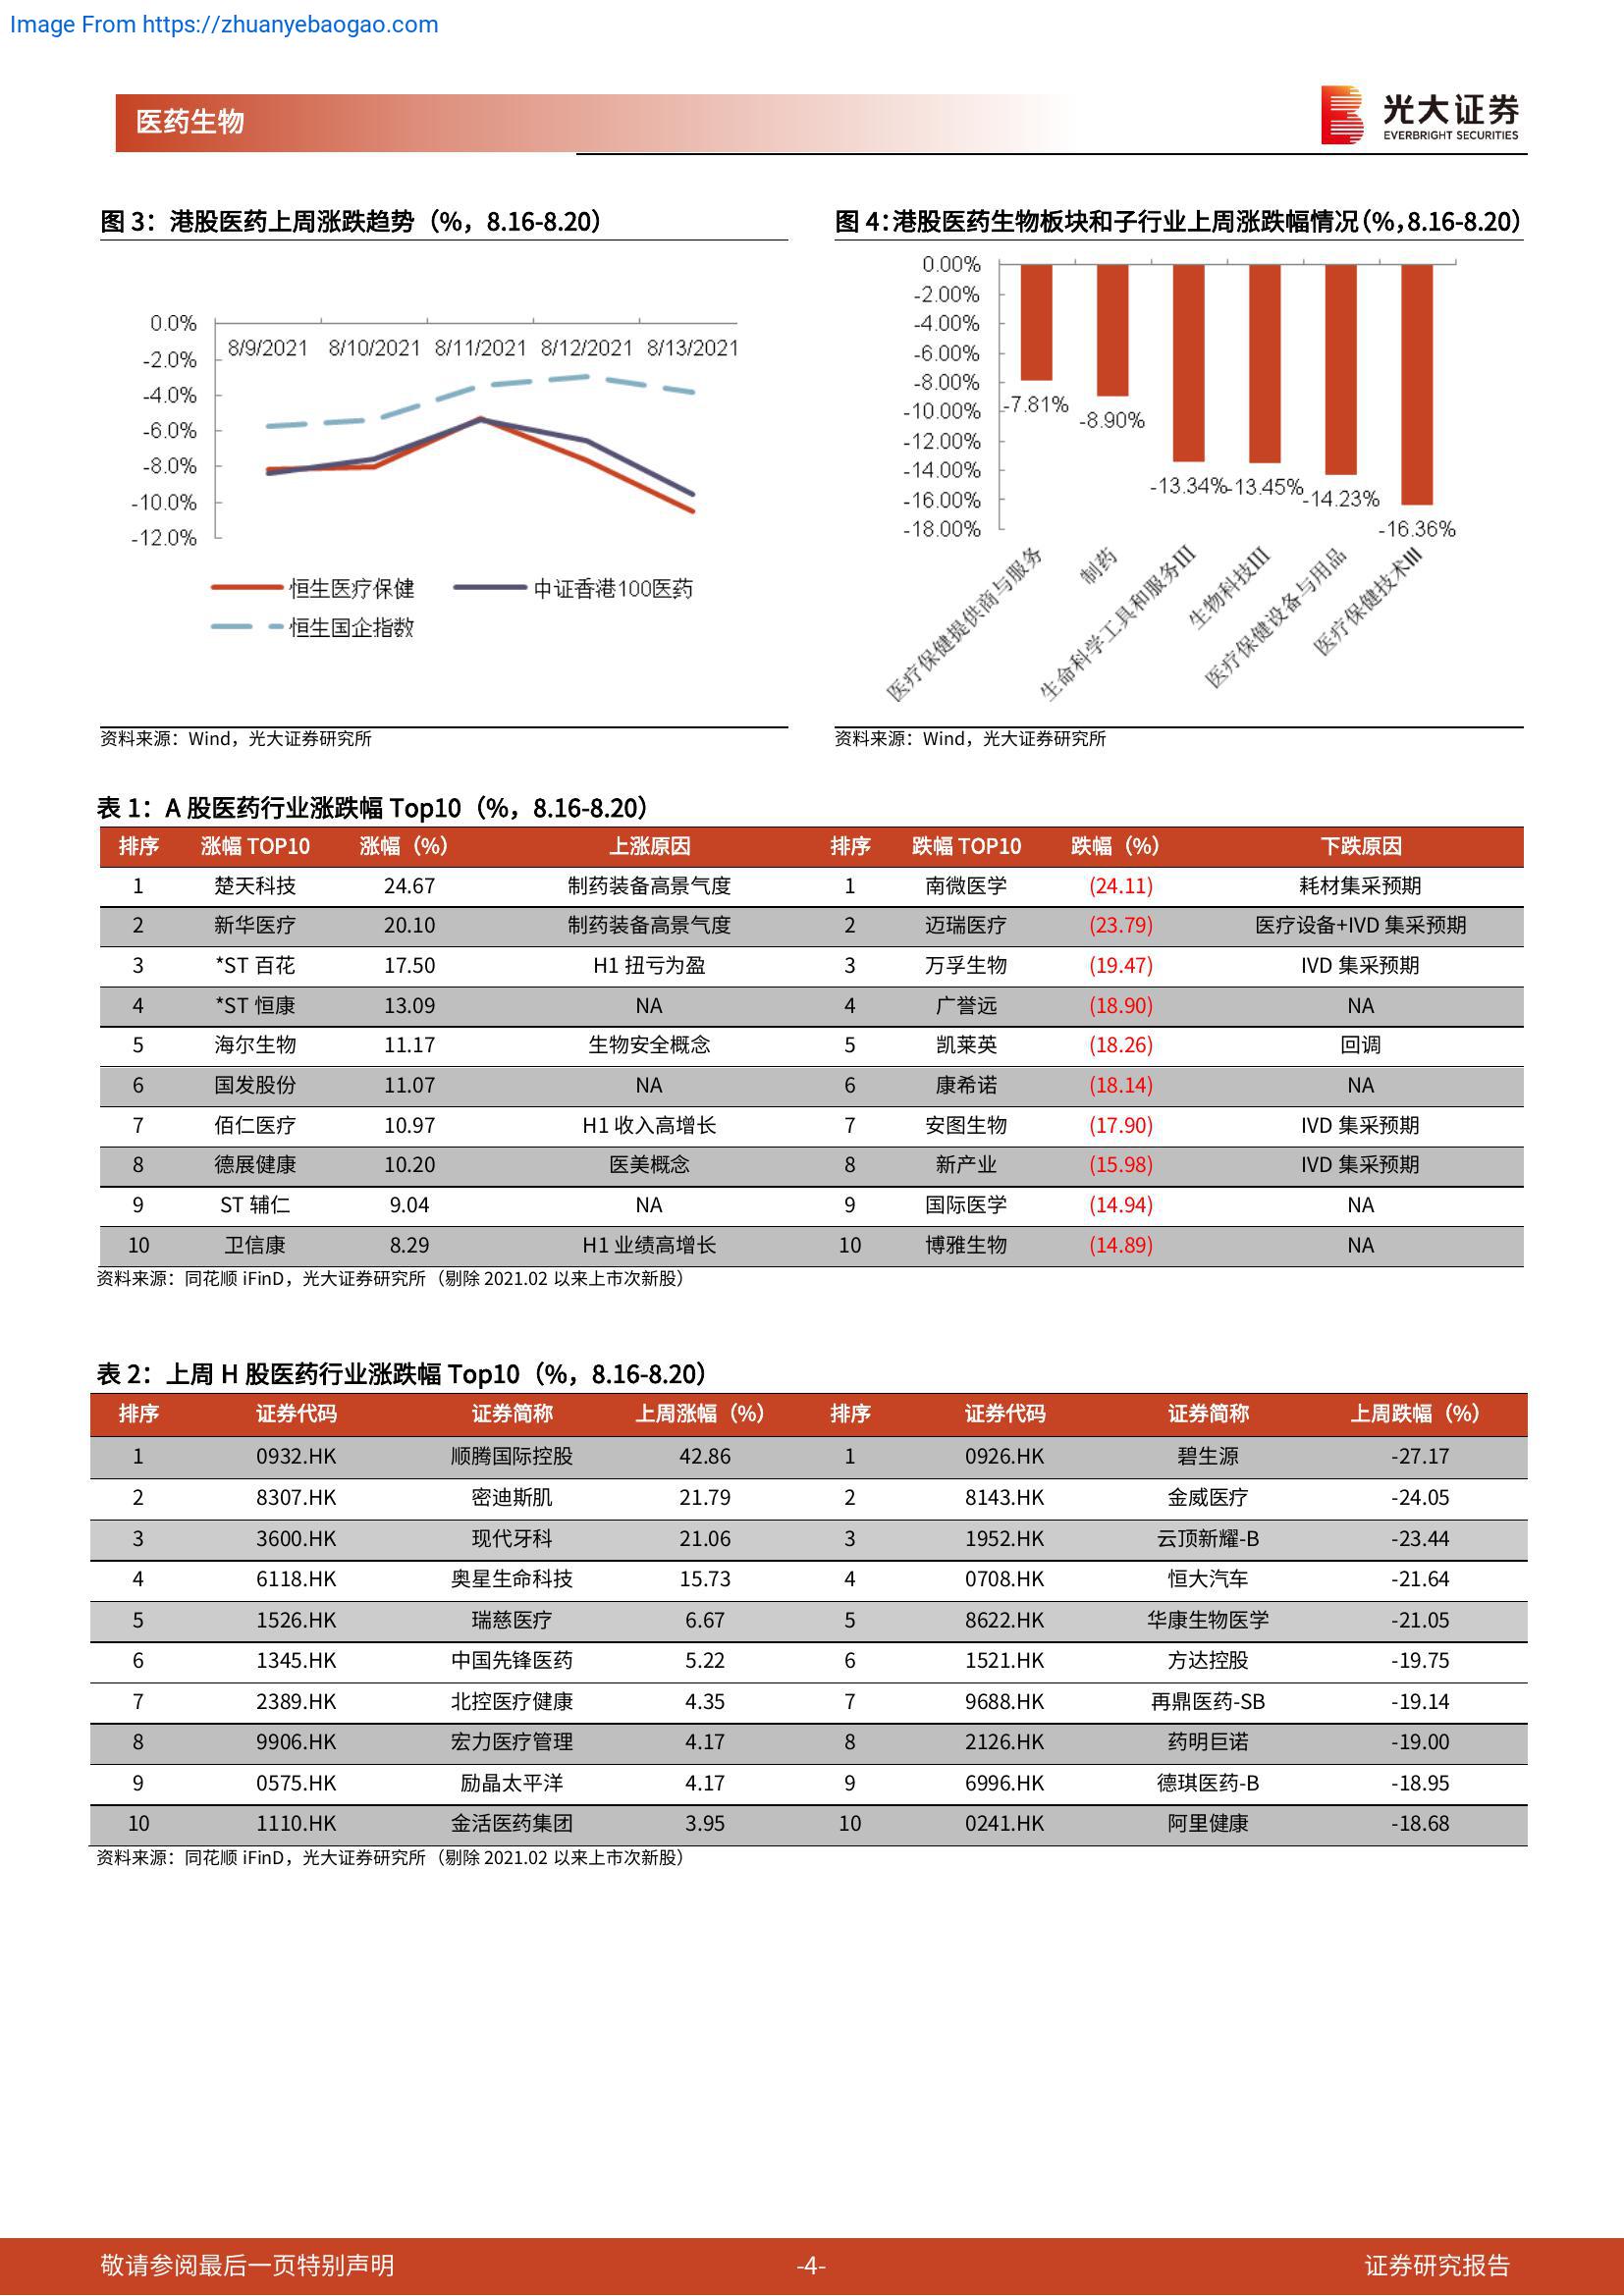 Image From https://zhuanyebaogao.com
医药生物
光大证券
EVERBRIGHT SECURITIES
图 3：港股医药上周涨跌趋势（%，8.16-8.20）
0.0%
-2.0%
-4.0%
-6.0%
-8.0%
-10.0%
-12.0%
8/9/2021 8/10/2021 8/11/2021 8/12/2021 8/13/2021
恒生医疗保健 中证香港100医药
恒生国企指数
资料来源：Wind，光大证券研究所
图 4：港股医药生物板块和子行业上周涨跌幅情况（%，8.16-8.20）
0.00%
-2.00%
-4.00%
-6.00%
-8.00%
-10.00%
-12.00%
-14.00%
-16.00%
-18.00%
-7.81%
-8.90%
-13.34%
-13.45%
-14.23%
-16.36%
医疗保健提供商与服务
制药
生命科学工具和服务III
生物科技III
医疗保健设备与用品
医疗保健技术III
资料来源：Wind，光大证券研究所
表 1：A 股医药行业涨跌幅 Top10（%，8.16-8.20）
排序 涨幅 TOP10 涨幅（%） 上涨原因 排序 跌幅 TOP10 跌幅（%） 下跌原因
1 楚天科技 24.67 制药装备高景气度 1 南微医学 (24.11) 耗材集采预期
2 新华医疗 20.10 制药装备高景气度 2 迈瑞医疗 (23.79) 医疗设备+IVD 集采预期
3 *ST 百花 17.50 H1 扭亏为盈 3 万孚生物 (19.47) IVD 集采预期
4 *ST 恒康 13.09 NA 4 广誉远 (18.90) NA
5 海尔生物 11.17 生物安全概念 5 凯莱英 (18.26) 回调
6 国发股份 11.07 NA 6 康希诺 (18.14) NA
7 佰仁医疗 10.97 H1 收入高增长 7 安图生物 (17.90) IVD 集采预期
8 德展健康 10.20 医美概念 8 新产业 (15.98) IVD 集采预期
9 ST 辅仁 9.04 NA 9 国际医学 (14.94) NA
10 卫信康 8.29 H1 业绩高增长 10 博雅生物 (14.89) NA
资料来源：同花顺 iFinD，光大证券研究所（剔除 2021.02 以来上市次新股）
表 2：上周 H 股医药行业涨跌幅 Top10（%，8.16-8.20）
排序 证券代码 证券简称 上周涨幅（%） 排序 证券代码 证券简称 上周跌幅（%）
1 0932.HK 顺腾国际控股 42.86 1 0926.HK 碧生源 -27.17
2 8307.HK 密迪斯肌 21.79 2 8143.HK 金威医疗 -24.05
3 3600.HK 现代牙科 21.06 3 1952.HK 云顶新耀-B -23.44
4 6118.HK 奥星生命科技 15.73 4 0708.HK 恒大汽车 -21.64
5 1526.HK 瑞慈医疗 6.67 5 8622.HK 华康生物医学 -21.05
6 1345.HK 中国先锋医药 5.22 6 1521.HK 方达控股 -19.75
7 2389.HK 北控医疗健康 4.35 7 9688.HK 再鼎医药-SB -19.14
8 9906.HK 宏力医疗管理 4.17 8 2126.HK 药明巨诺 -19.00
9 0575.HK 励晶太平洋 4.17 9 6996.HK 德琪医药-B -18.95
10 1110.HK 金活医药集团 3.95 10 0241.HK 阿里健康 -18.68
资料来源：同花顺 iFinD，光大证券研究所（剔除 2021.02 以来上市次新股）
敬请参阅最后一页特别声明 -4- 证券研究报告